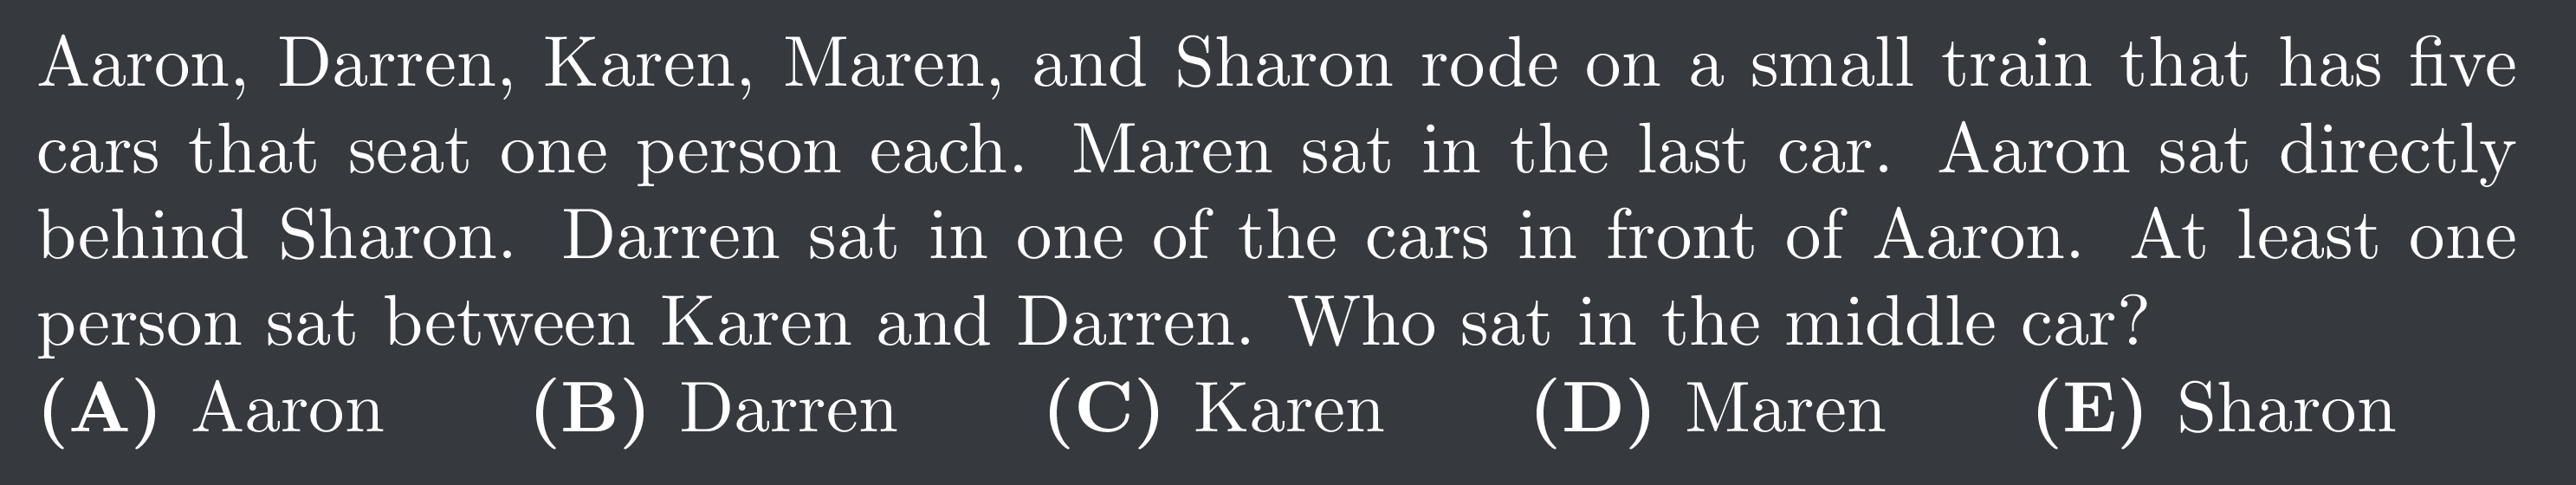 Aaron, Darren, Karen, Maren, and Sharon rode on a small train that has five
cars that seat one person each. Maren sat in the last car. Aaron sat directly
behind Sharon. Darren sat in one of the cars in front of Aaron. At least one
person sat between Karen and Darren. Who sat in the middle car?
(A) Aaron (B) Darren (C) Karen (D) Maren (E) Sharon